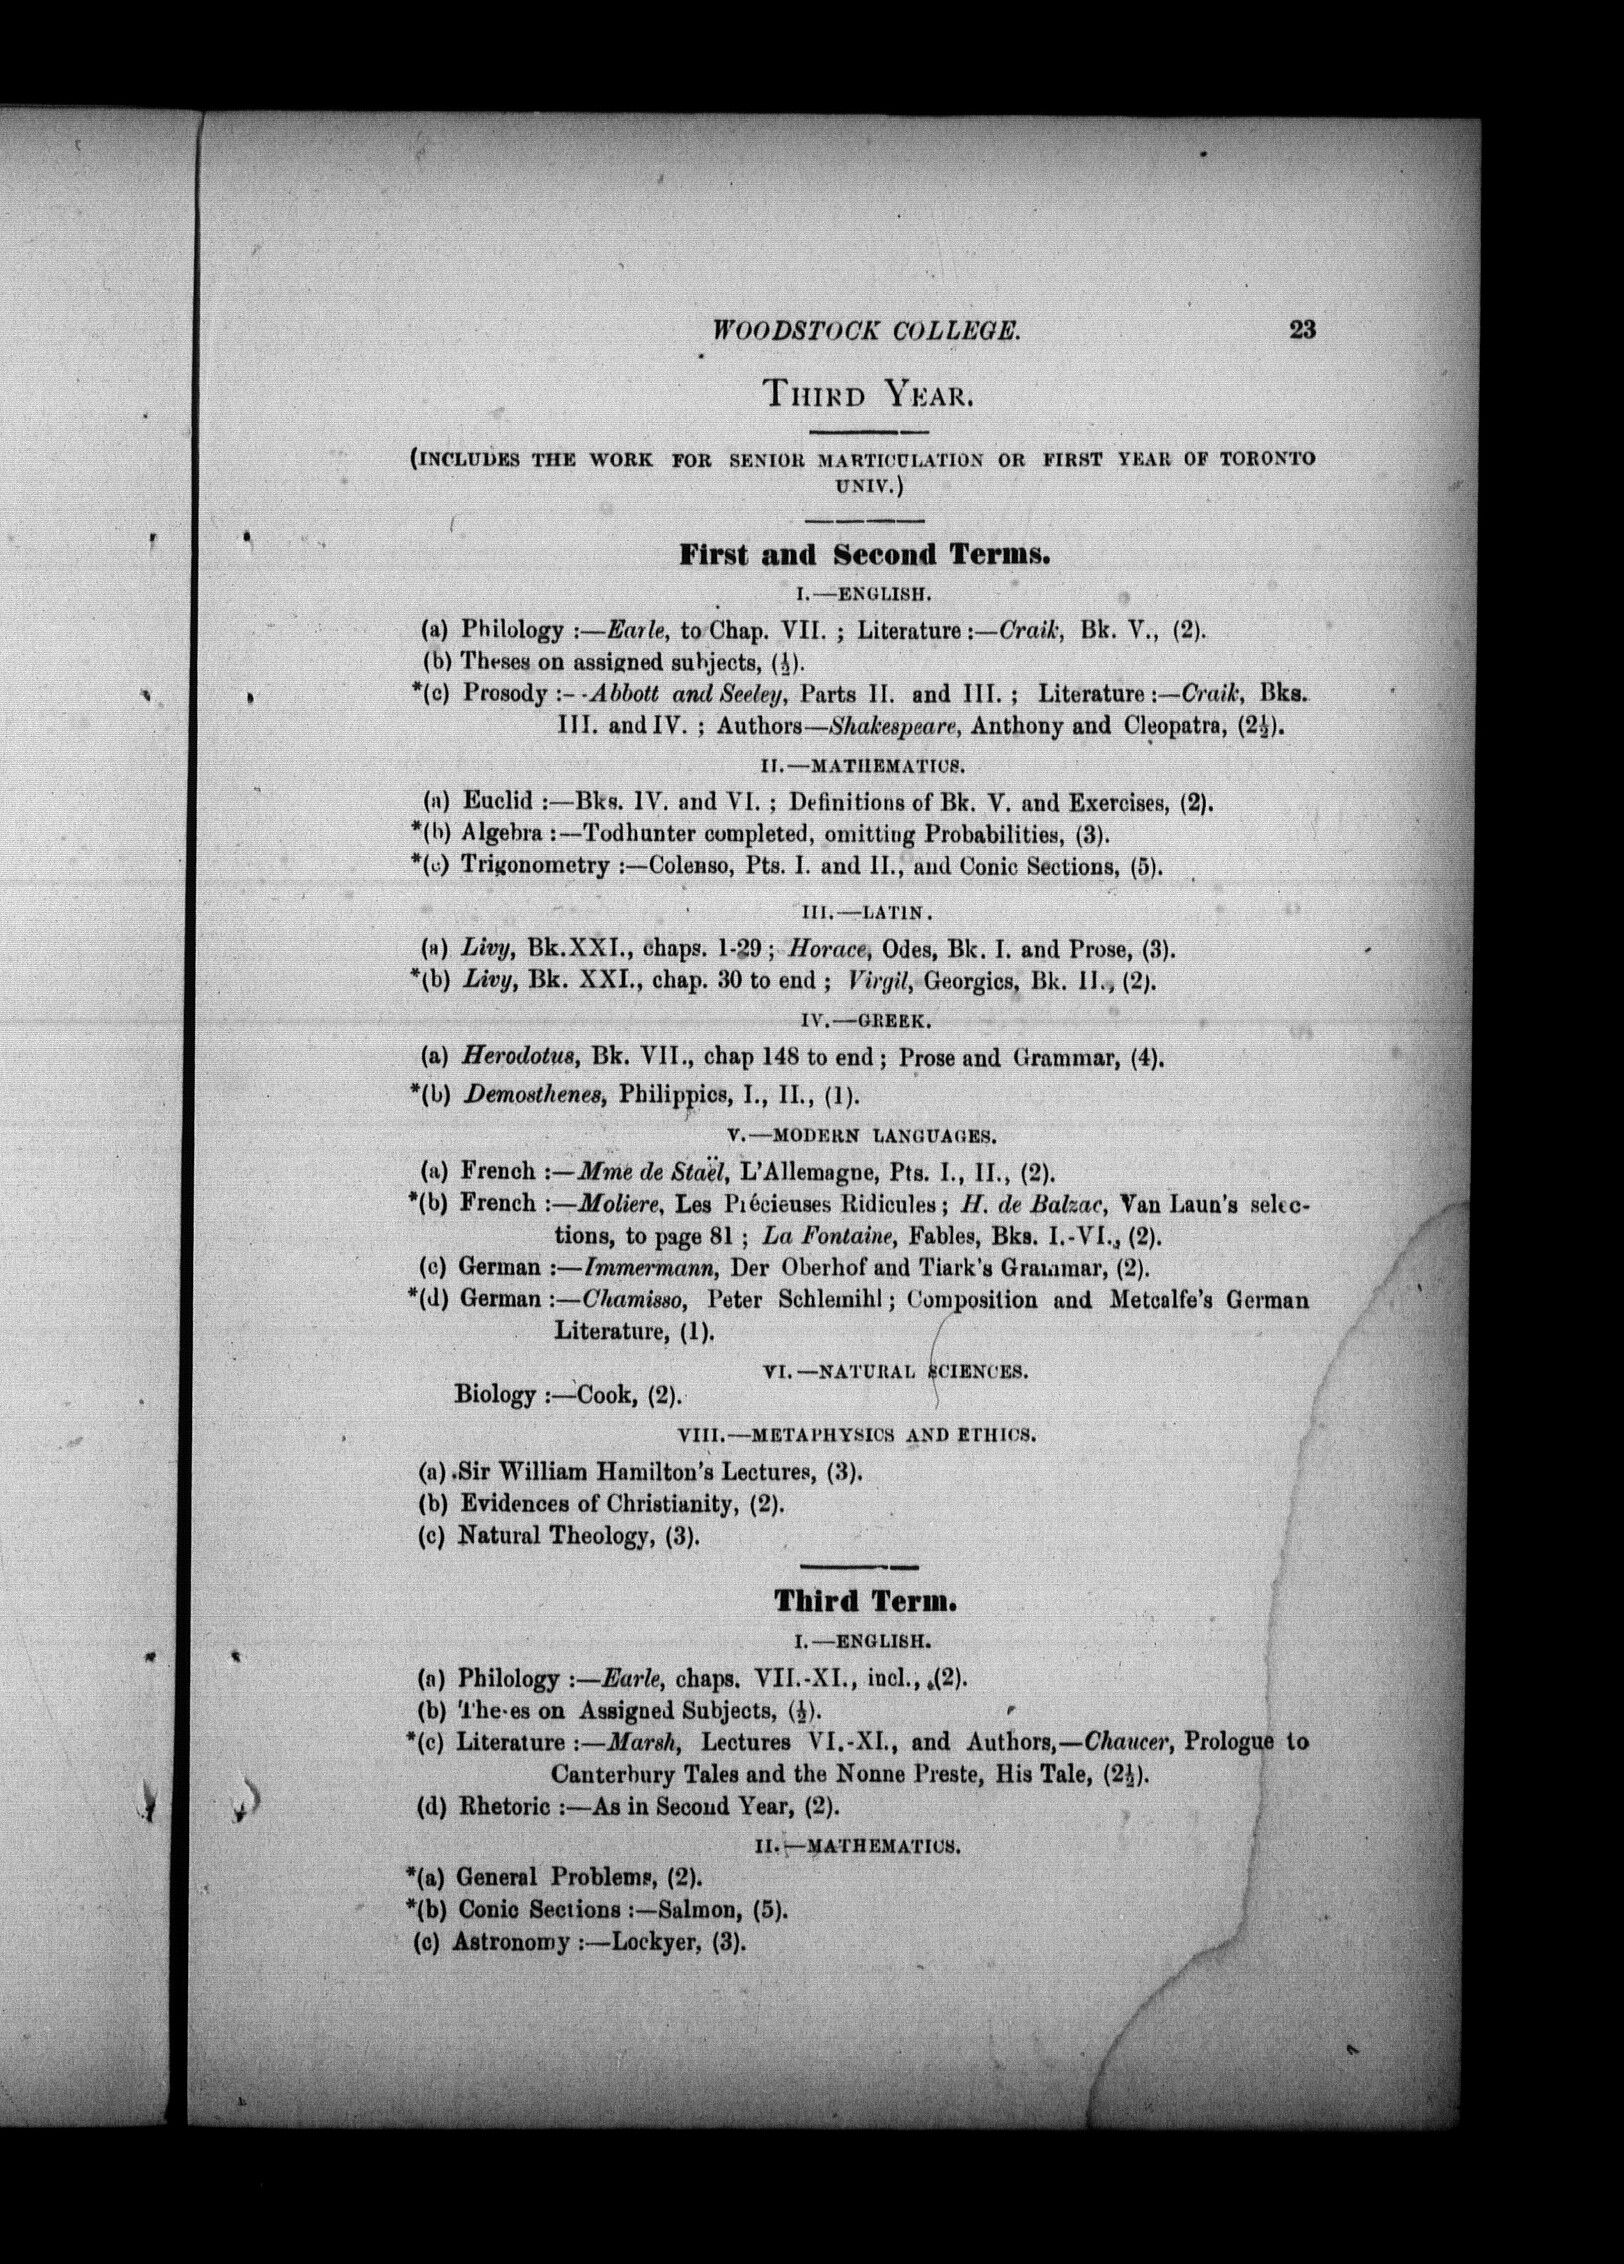 WOODSTOCK COLLEGE. 23
THIRD YEAR.
(INCLUDES THE WORK FOR SENIOR MARTICULATION OR FIRST YEAR OF TORONTO
UNIV.)
First and Second Terms.
I.—ENGLISH.
(a) Philology :—Earle, to Chap. VII. ; Literature :—Craik, Bk. V., (2).
(b) Theses on assigned subjects, (½).
*(c) Prosody :--Abbott and Seeley, Parts II. and III. ; Literature :—Craik, Bks.
III. and IV. ; Authors—Shakespeare, Anthony and Cleopatra, (2½).
II.—MATHEMATICS.
(a) Euclid :—Bks. IV. and VI. ; Definitions of Bk. V. and Exercises, (2).
*(b) Algebra :—Todhunter completed, omitting Probabilities, (3).
*(c) Trigonometry :—Colenso, Pts. I. and II., and Conic Sections, (5).
III.—LATIN.
(a) Livy, Bk. XXI., chaps. 1-29 ; Horace, Odes, Bk. I. and Prose, (3).
*(b) Livy, Bk. XXI., chap. 30 to end ; Virgil, Georgics, Bk. II., (2).
IV.—GREEK.
(a) Herodotus, Bk. VII., chap 148 to end ; Prose and Grammar, (4).
*(b) Demosthenes, Philippics, I., II., (1).
V.—MODERN LANGUAGES.
(a) French :—Mme de Staël, L'Allemagne, Pts. I., II., (2).
*(b) French :—Moliere, Les Précieuses Ridicules ; H. de Balzac, Van Laun's selec-
tions, to page 81 ; La Fontaine, Fables, Bks. I.-VI., (2).
(c) German :—Immermann, Der Oberhof and Tiark's Grammar, (2).
*(d) German :—Chamisso, Peter Schlemihl ; Composition and Metcalfe's German
Literature, (1).
VI.—NATURAL SCIENCES.
Biology :—Cook, (2).
VIII.—METAPHYSICS AND ETHICS.
(a) Sir William Hamilton's Lectures, (3).
(b) Evidences of Christianity, (2).
(c) Natural Theology, (3).
Third Term.
I.—ENGLISH.
(a) Philology :—Earle, chaps. VII.-XI., incl., (2).
(b) The·es on Assigned Subjects, (½).
*(c) Literature :—Marsh, Lectures VI.-XI., and Authors,—Chaucer, Prologue to
Canterbury Tales and the Nonne Preste, His Tale, (2½).
(d) Rhetoric :—As in Second Year, (2).
II.—MATHEMATICS.
*(a) General Problems, (2).
*(b) Conic Sections :—Salmon, (5).
(c) Astronomy :—Lockyer, (3).